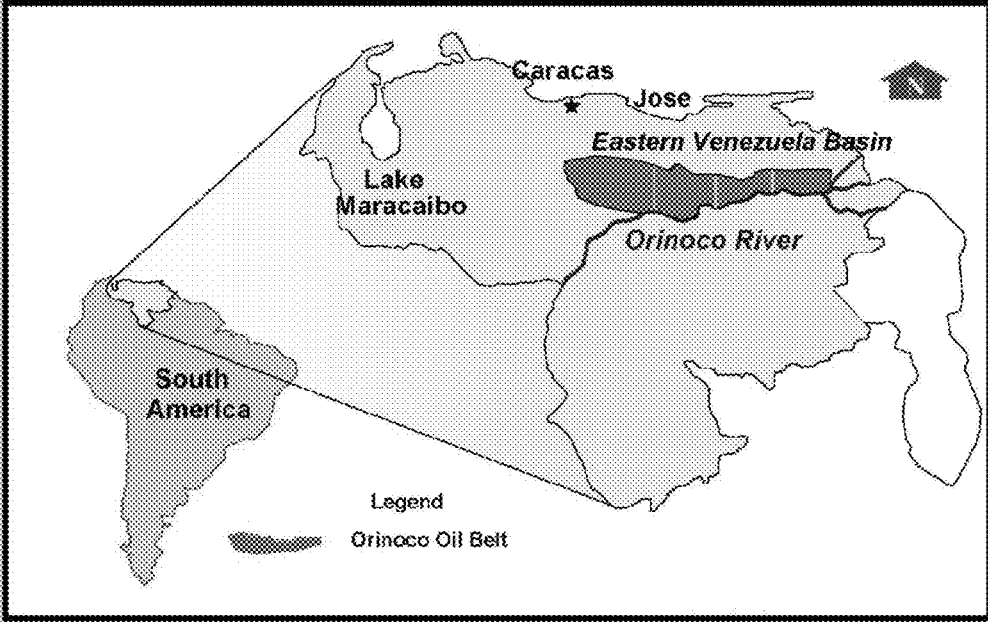 Caracas
Jose
Eastern Venezuela Basin
Lake
Maracaibo
Orinoco River
South
America
Legend
Orinoco Oil Belt